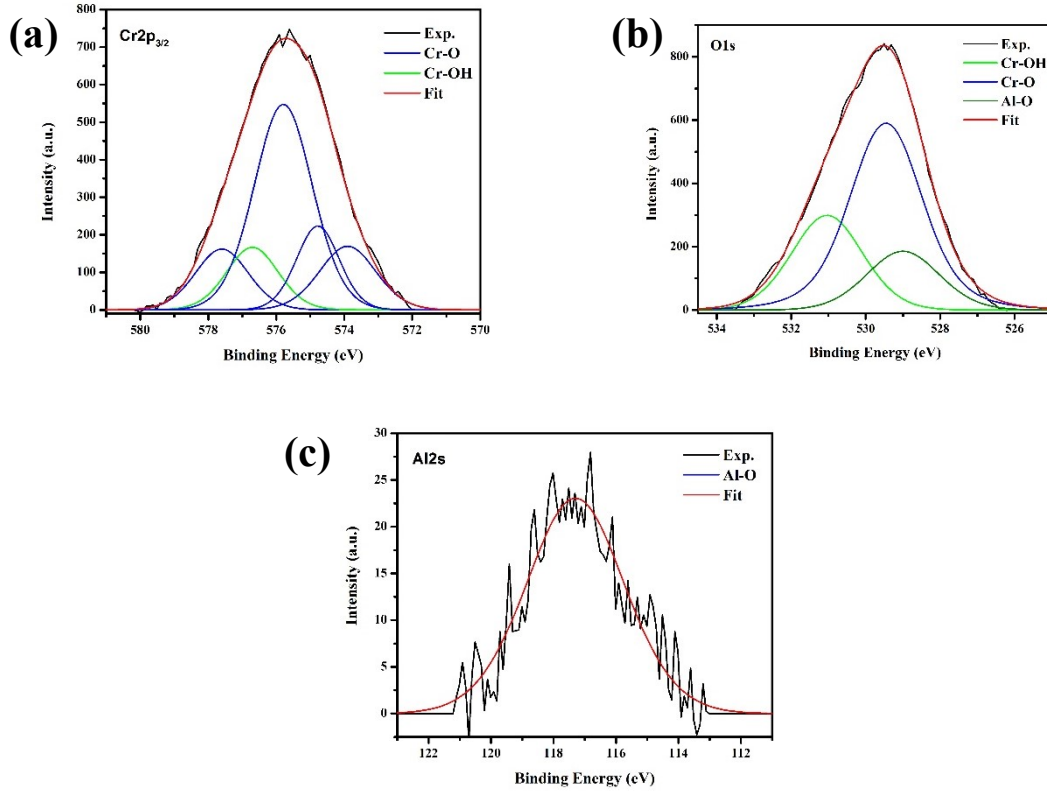 (a)
Cr2p3/2
Exp.
Cr-O
Cr-OH
Fit
Intensity (a.u.)
800
700
600
500
400
300
200
100
0
580 578 576 574 572 570
Binding Energy (eV)
(b)
O1s
Exp.
Cr-OH
Cr-O
Al-O
Fit
Intensity (a.u.)
800
600
400
200
0
534 532 530 528 526
Binding Energy (eV)
(c)
Al2s
Exp.
Al-O
Fit
Intensity (a.u.)
30
25
20
15
10
5
0
122 120 118 116 114 112
Binding Energy (eV)